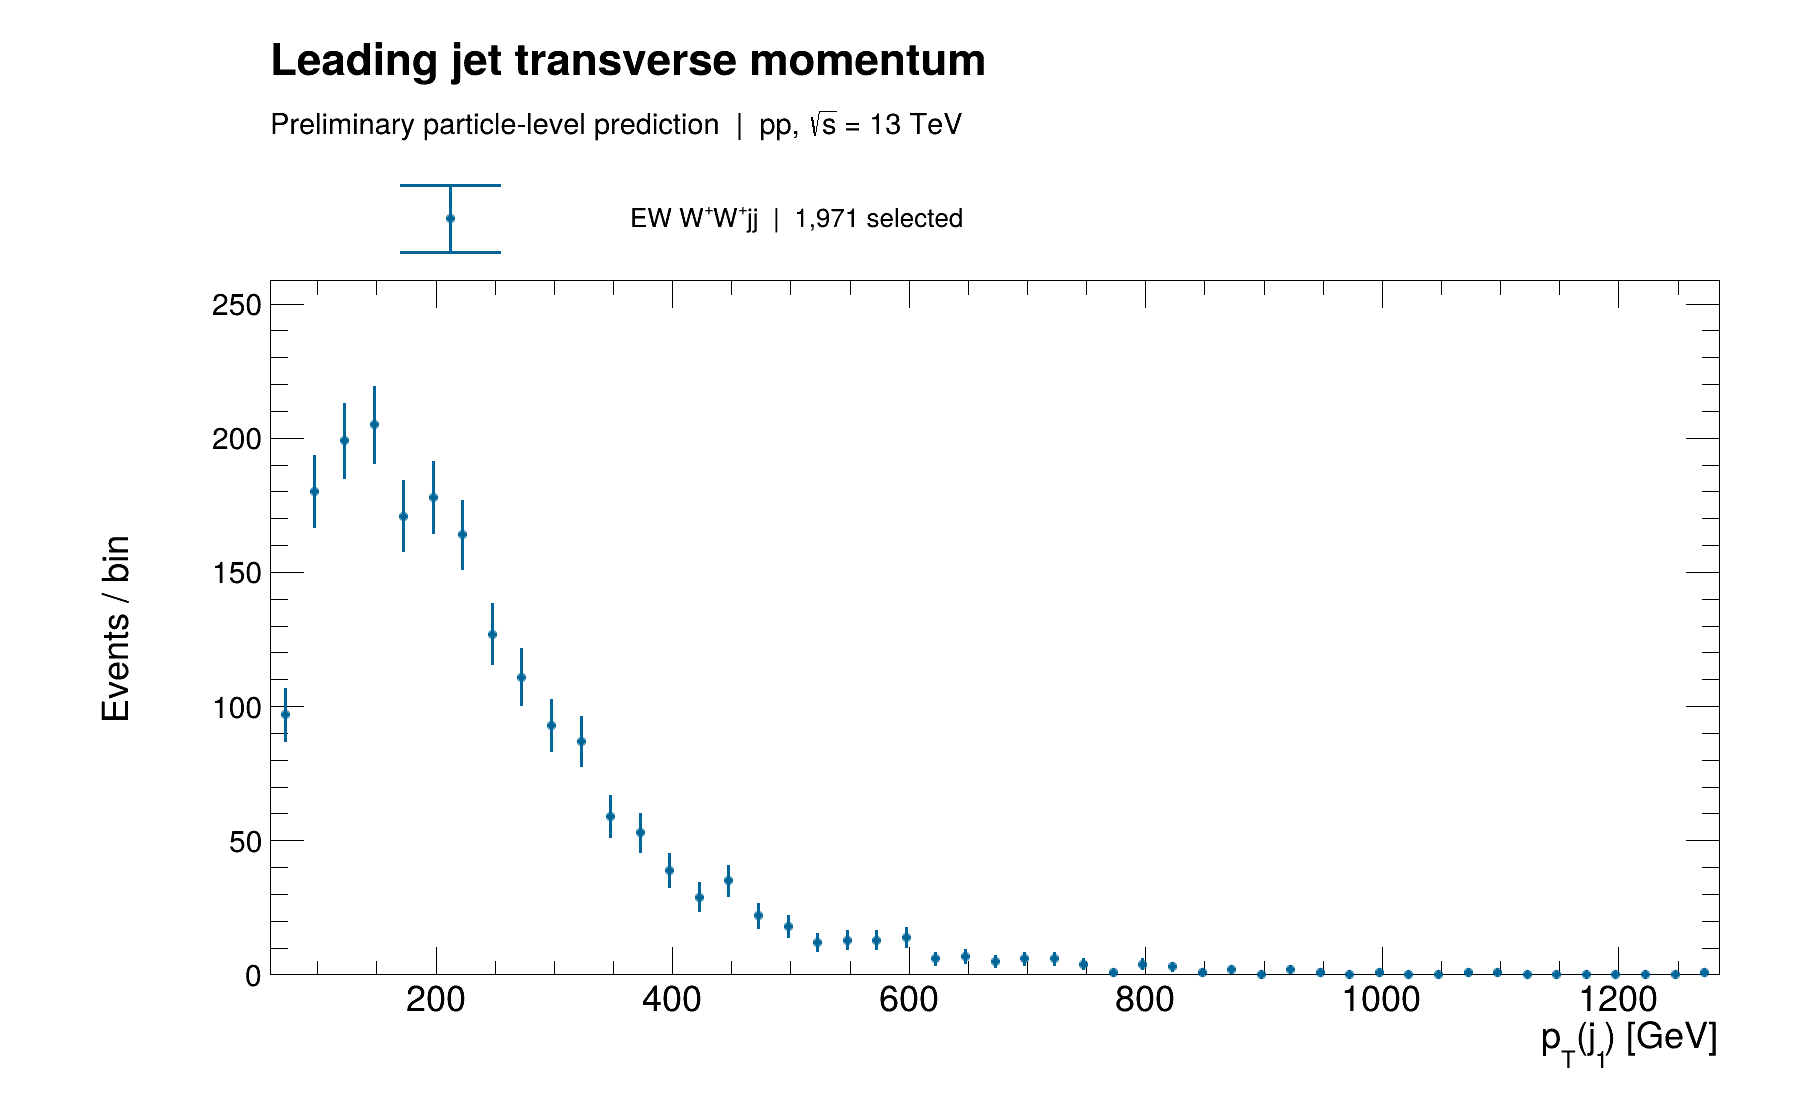 Leading jet transverse momentum
Preliminary particle-level prediction | pp, √s = 13 TeV
EW W⁺W⁺jj | 1,971 selected
250
200
150
100
50
0
Events / bin
200 400 600 800 1000 1200
p_T(j_1) [GeV]